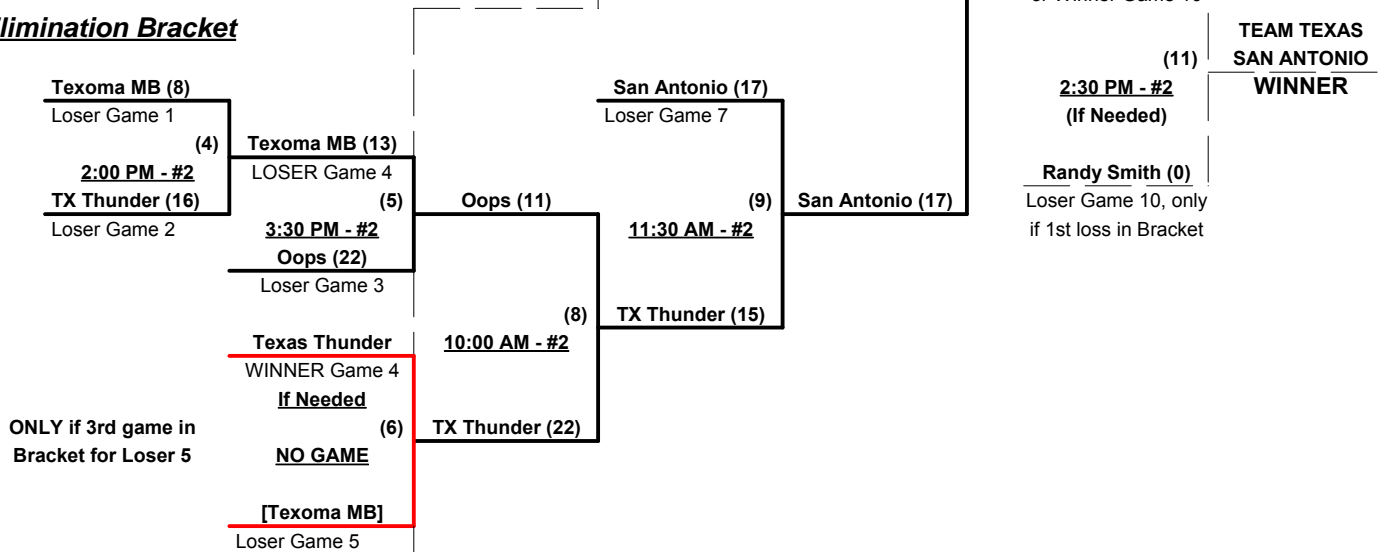 limination Bracket
TEAM TEXAS
(11) SAN ANTONIO
Texoma MB (8)
San Antonio (17)
2:30 PM - #2
WINNER
Loser Game 1
Loser Game 7
(If Needed)
(4)
Texoma MB (13)
2:00 PM - #2
LOSER Game 4
Randy Smith (0)
TX Thunder (16)
(5)
Oops (11)
(9)
San Antonio (17)
Loser Game 10, only
Loser Game 2
3:30 PM - #2
11:30 AM - #2
if 1st loss in Bracket
Oops (22)
Loser Game 3
(8)
TX Thunder (15)
Texas Thunder
10:00 AM - #2
WINNER Game 4
If Needed
ONLY if 3rd game in
(6)
TX Thunder (22)
Bracket for Loser 5
NO GAME
[Texoma MB]
Loser Game 5